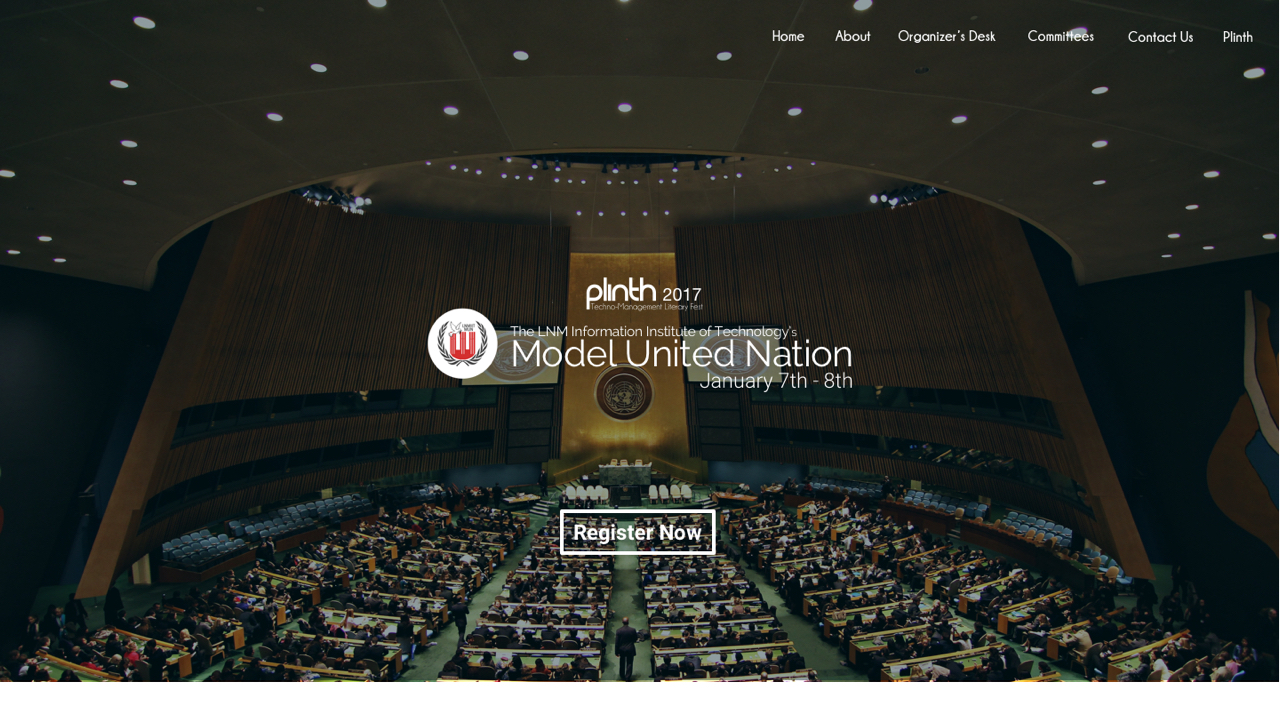 Home About Organizer's Desk Committees Contact Us Plinth
plinth 2017
Techno-Management Literary Fest
The LNM Information Institute of Technology's
Model United Nation
January 7th - 8th
Register Now